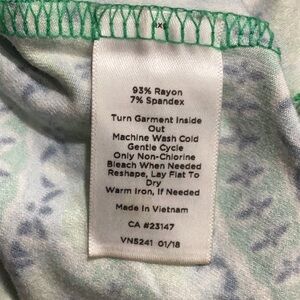 93% Rayon
7% Spandex
Turn Garment Inside
Out
Machine Wash Cold
Gentle Cycle
Only Non-Chlorine
Bleach When Needed
Reshape, Lay Flat To
Dry
Warm Iron, If Needed
Made In Vietnam
CA #23147
VN5241 01/18